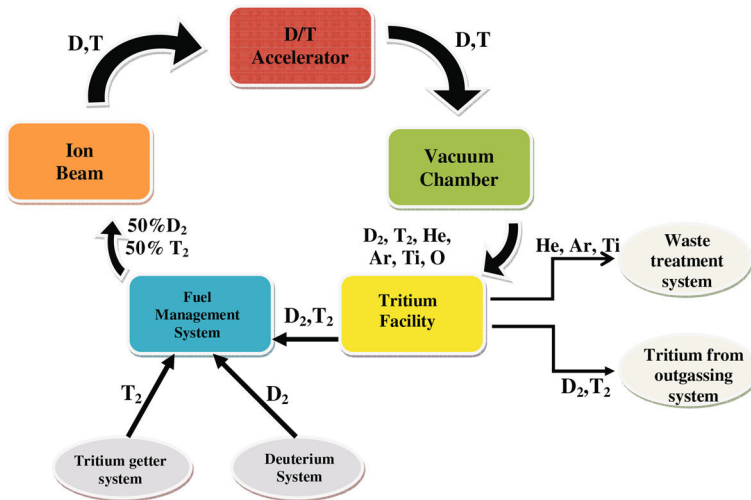 D/T
Accelerator
D,T
D,T
Ion
Beam
Vacuum
Chamber
50%D₂
50% T₂
D₂, T₂, He,
Ar, Ti, O
He, Ar, Ti
Waste
treatment
system
Fuel
Management
System
D₂,T₂
Tritium
Facility
Tritium from
outgassing
system
D₂,T₂
T₂
D₂
Tritium getter
system
Deuterium
System